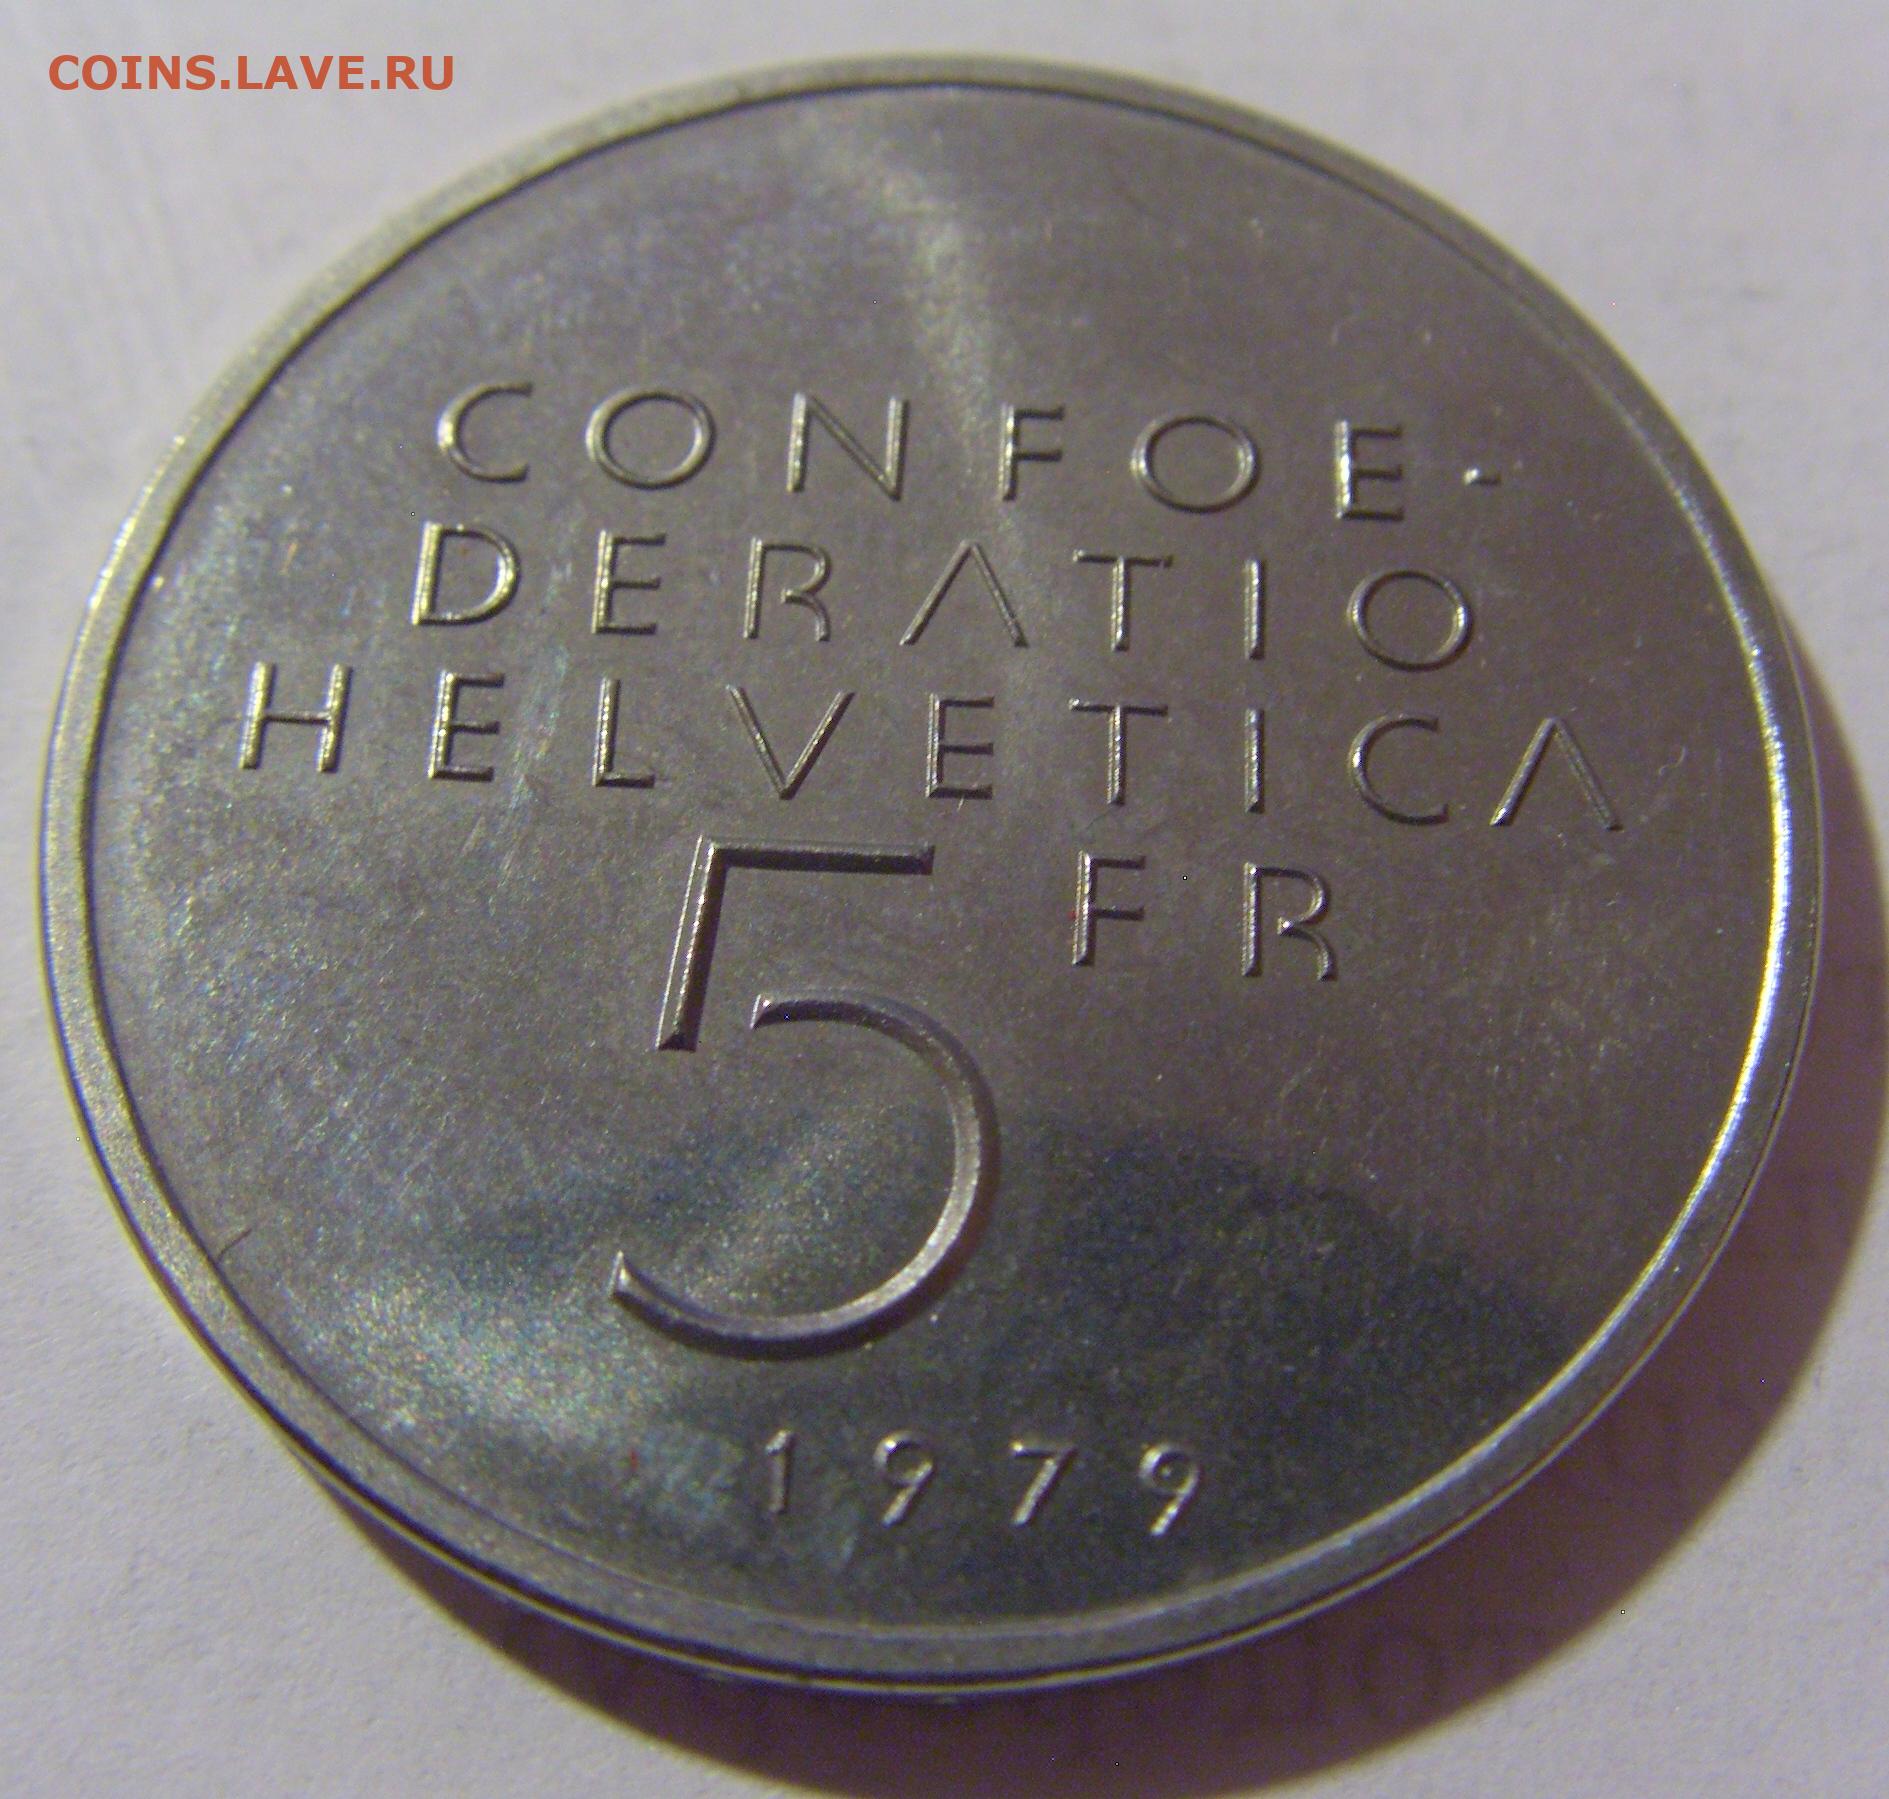 COINS.LAVE.RU
CONFOE-
DERATIO
HELVETICA
5 FR
1979